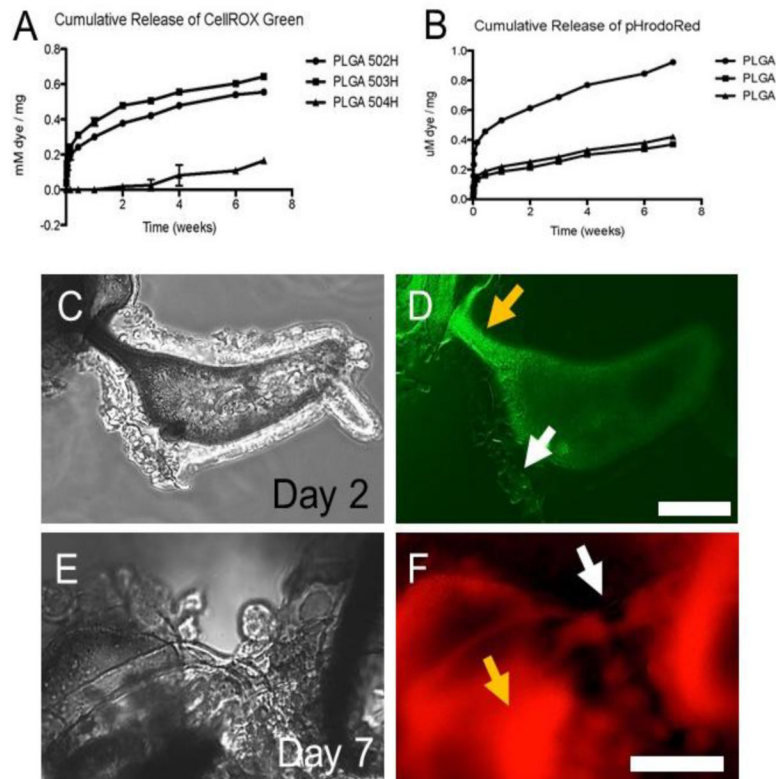 A
Cumulative Release of CellROX Green
0.8
0.6
0.4
0.2
0.0
-0.2
mM dye / mg
0
2
4
6
8
Time (weeks)
PLGA 502H
PLGA 503H
PLGA 504H
B
Cumulative Release of pHrodoRed
1.0
0.8
0.6
0.4
0.2
0.0
uM dye / mg
0
2
4
6
8
Time (weeks)
PLGA
PLGA
PLGA
C
Day 2
D
E
Day 7
F